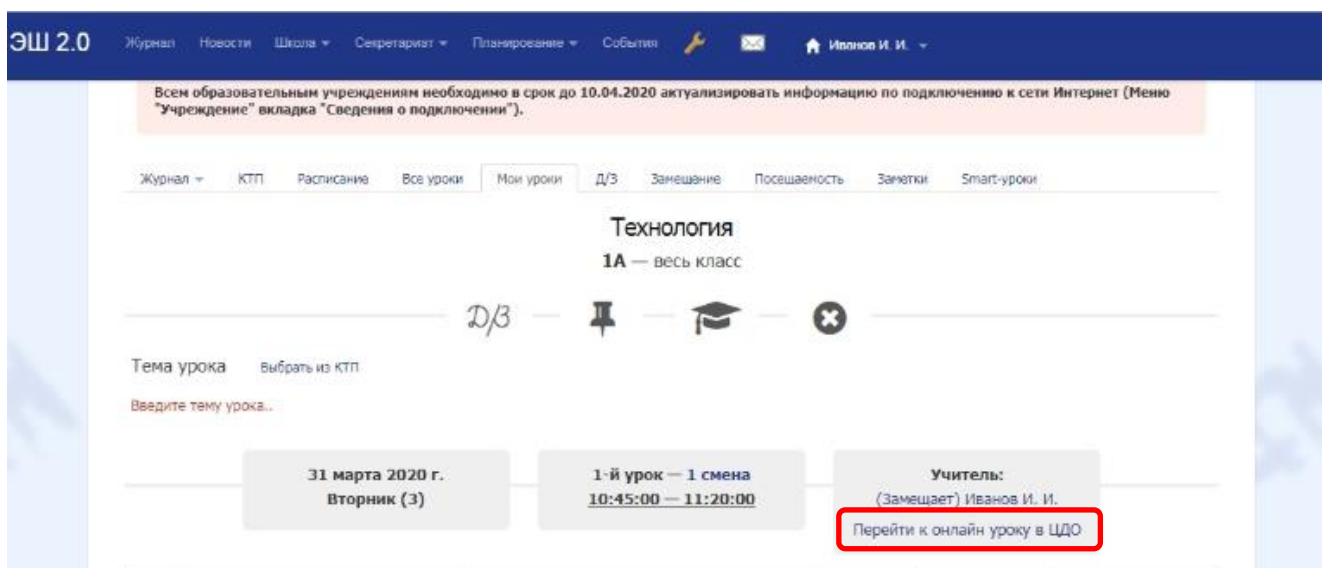 ЭШ 2.0 Журнал Новости Школа Секретариат Планирование События Иванов И. И.
Всем образовательным учреждениям необходимо в срок до 10.04.2020 актуализировать информацию по подключению к сети Интернет (Меню
"Учреждение" вкладка "Сведения о подключении").
Журнал КТП Расписание Все уроки Мои уроки Д/З Замещение Посещаемость Заметки Smart-уроки
Технология
1А — весь класс
Д/З
Тема урока Выбрать из КТП
Введите тему урока..
31 марта 2020 г. 1-й урок — 1 смена Учитель:
Вторник (3) 10:45:00 — 11:20:00 (Замещает) Иванов И. И.
Перейти к онлайн уроку в ЦДО